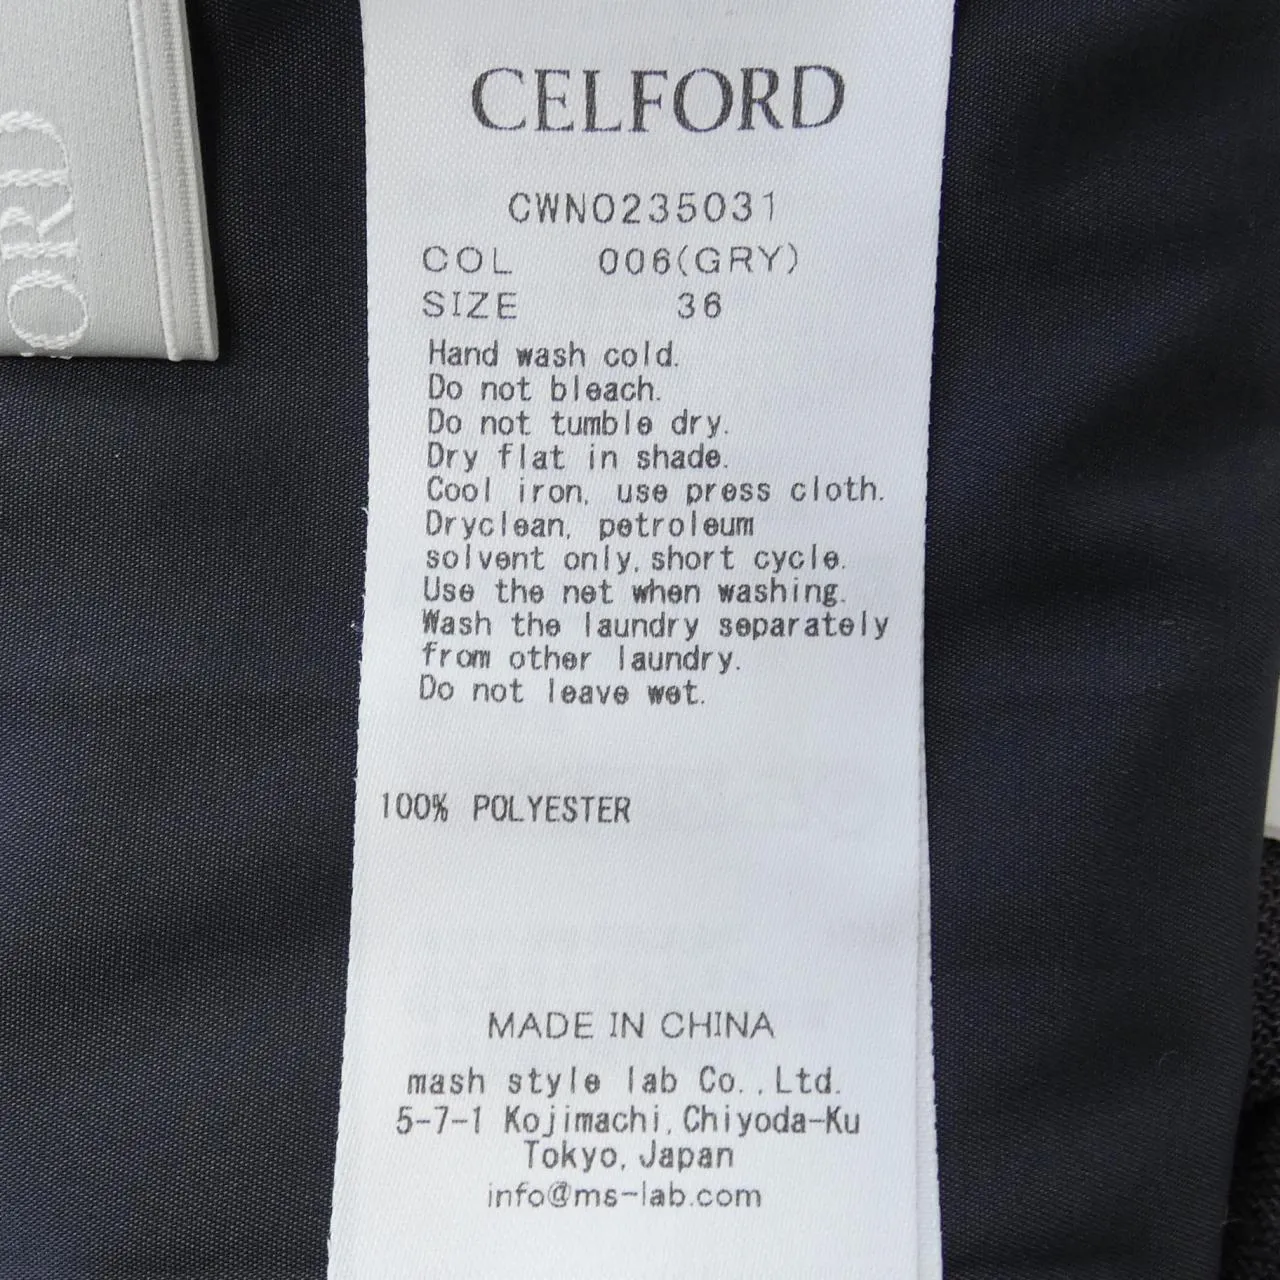 ORD
CELFORD
CWNO235031
COL 006(GRY)
SIZE 36
Hand wash cold.
Do not bleach.
Do not tumble dry.
Dry flat in shade.
Cool iron, use press cloth.
Dryclean, petroleum
solvent only,short cycle.
Use the net when washing.
Wash the laundry separately
from other laundry.
Do not leave wet.
100% POLYESTER
MADE IN CHINA
mash style lab Co.,Ltd.
5-7-1 Kojimachi,Chiyoda-Ku
Tokyo,Japan
info@ms-lab.com